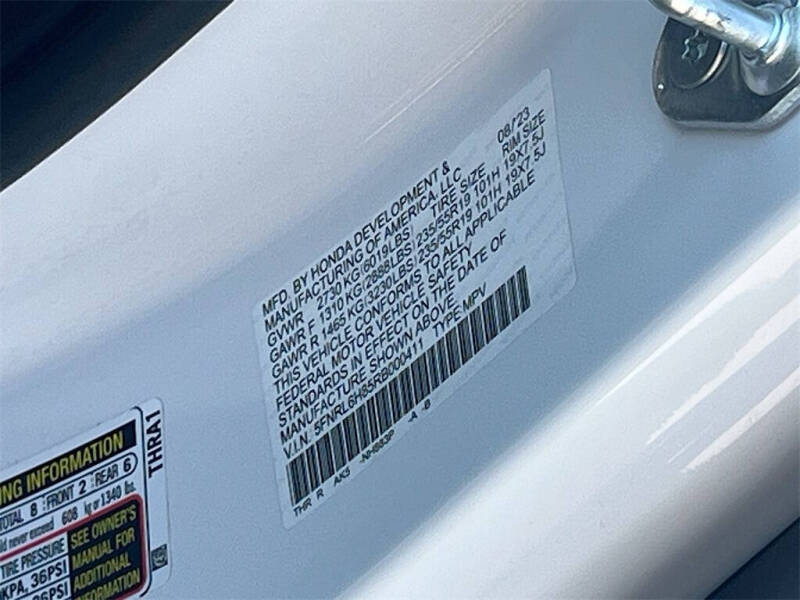 MFD. BY HONDA DEVELOPMENT & 08/23
MANUFACTURING OF AMERICA, LLC.
TIRE SIZE RIM SIZE
GVWR 2730 KG(6019LBS)
GAWR F 1310 KG(2888LBS) 235/55R19 101H 19X7.5J
GAWR R 1465 KG(3230LBS) 235/55R19 101H 19X7.5J
THIS VEHICLE CONFORMS TO ALL APPLICABLE
FEDERAL MOTOR VEHICLE SAFETY
STANDARDS IN EFFECT ON THE DATE OF
MANUFACTURE SHOWN ABOVE.
V.I.N. 5FNRL6H85RB000411 TYPE:MPV
THR R AK5 -NH883P -A -B
NG INFORMATION THRA1
TOTAL 8 FRONT 2 REAR 6
ld never exceed 608 kg or 1340 lbs.
TIRE PRESSURE
KPA, 36PSI
36PSI
SEE OWNER'S
MANUAL FOR
ADDITIONAL
INFORMATION